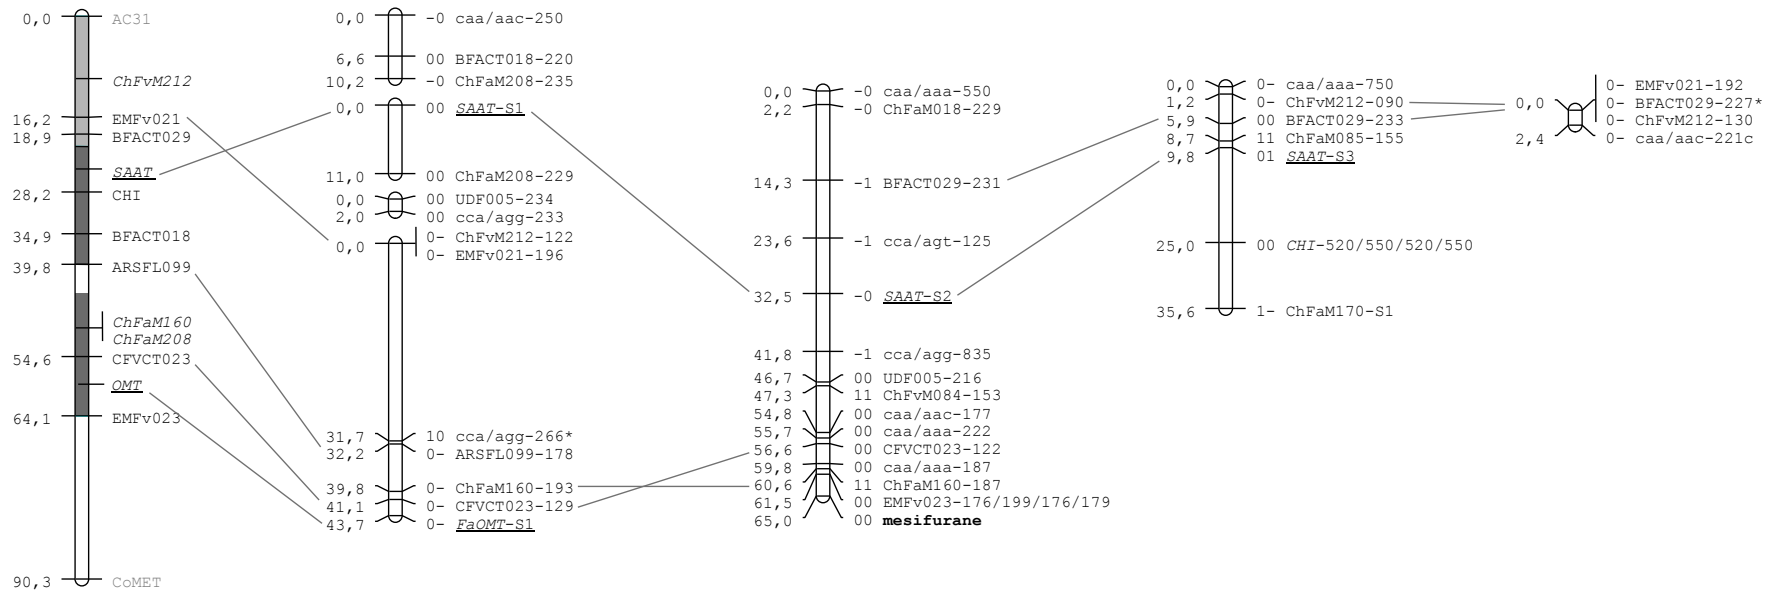 0,0 AC31
ChFvM212
16,2 EMFv021
18,9 BFACT029
SAAT
28,2 CHI
34,9 BFACT018
39,8 ARSFL099
ChFaM160
ChFaM208
54,6 CFVCT023
OMT
64,1 EMFv023
90,3 CoMET
0,0 -0 caa/aac-250
6,6 00 BFACT018-220
10,2 -0 ChFaM208-235
0,0 00 SAAT-S1
11,0 00 ChFaM208-229
0,0 00 UDF005-234
2,0 00 cca/agg-233
0- ChFvM212-122
0,0
0- EMFv021-196
31,7 10 cca/agg-266*
32,2 0- ARSFL099-178
39,8 0- ChFaM160-193
41,1 0- CFVCT023-129
43,7 0- FaOMT-S1
0,0 -0 caa/aaa-550
2,2 -0 ChFaM018-229
14,3 -1 BFACT029-231
23,6 -1 cca/agt-125
32,5 -0 SAAT-S2
41,8 -1 cca/agg-835
46,7 00 UDF005-216
47,3 11 ChFvM084-153
54,8 00 caa/aac-177
55,7 00 caa/aaa-222
56,6 00 CFVCT023-122
59,8 00 caa/aaa-187
60,6 11 ChFaM160-187
61,5 00 EMFv023-176/199/176/179
65,0 00 mesifurane
0,0 0- caa/aaa-750
1,2 0- ChFvM212-090
5,9 00 BFACT029-233
8,7 11 ChFaM085-155
9,8 01 SAAT-S3
25,0 00 CHI-520/550/520/550
35,6 1- ChFaM170-S1
0- EMFv021-192
0,0 0- BFACT029-227*
0- ChFvM212-130
2,4 0- caa/aac-221c